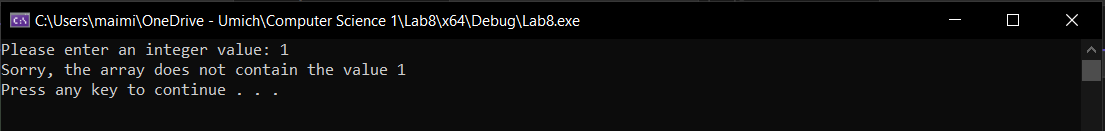 C:\Users\maimi\OneDrive - Umich\Computer Science 1\Lab8\x64\Debug\Lab8.exe
Please enter an integer value: 1
Sorry, the array does not contain the value 1
Press any key to continue . . .